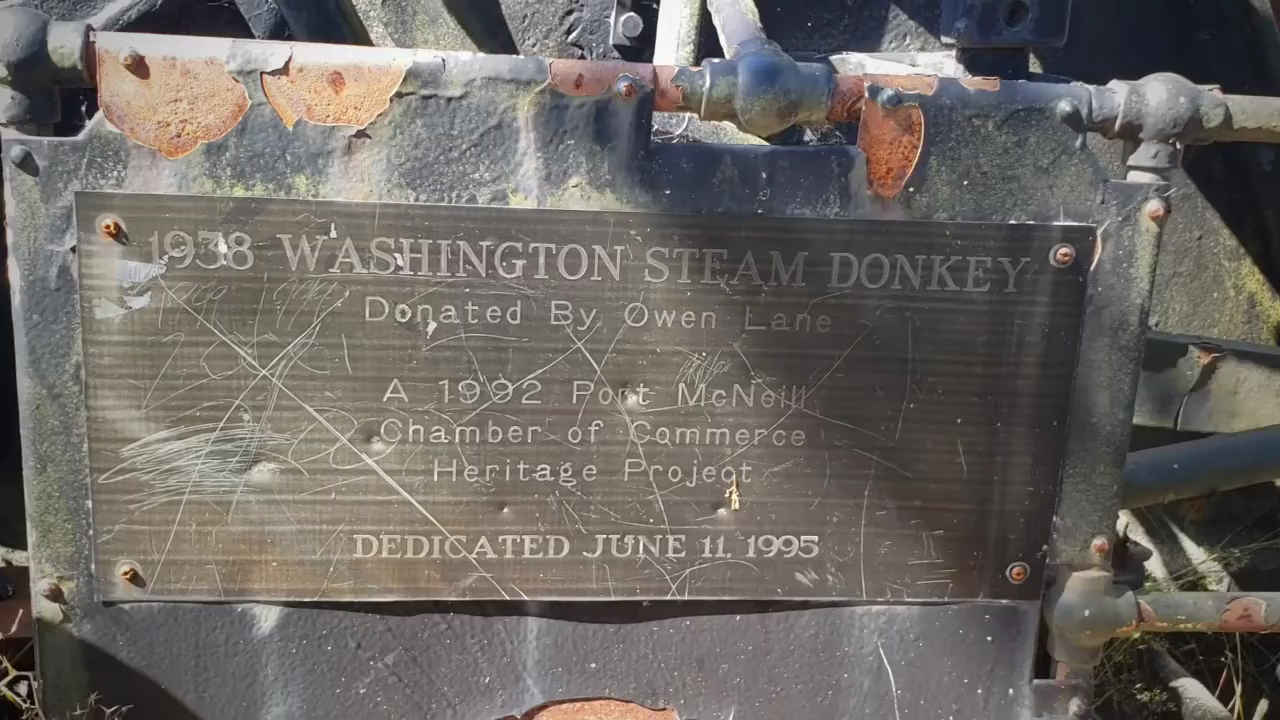 1938 WASHINGTON STEAM DONKEY
Donated By Owen Lane
A 1992 Port McNeill
Chamber of Commerce
Heritage Project
DEDICATED JUNE 11, 1995